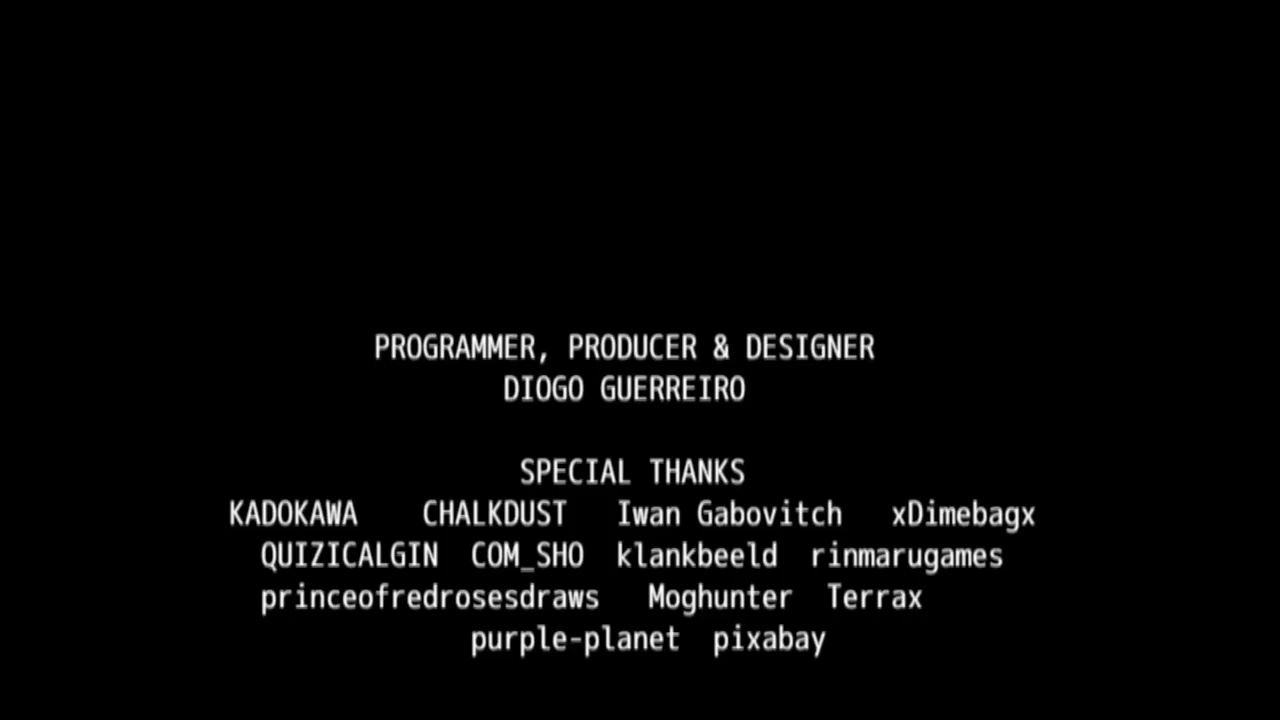 PROGRAMMER, PRODUCER & DESIGNER
DIOGO GUERREIRO
SPECIAL THANKS
KADOKAWA CHALKDUST Iwan Gabovitch xDimebagx
QUIZICALGIN COM_SHO klankbeeld rinmarugames
princeofredrosesdraws Moghunter Terrax
purple-planet pixabay